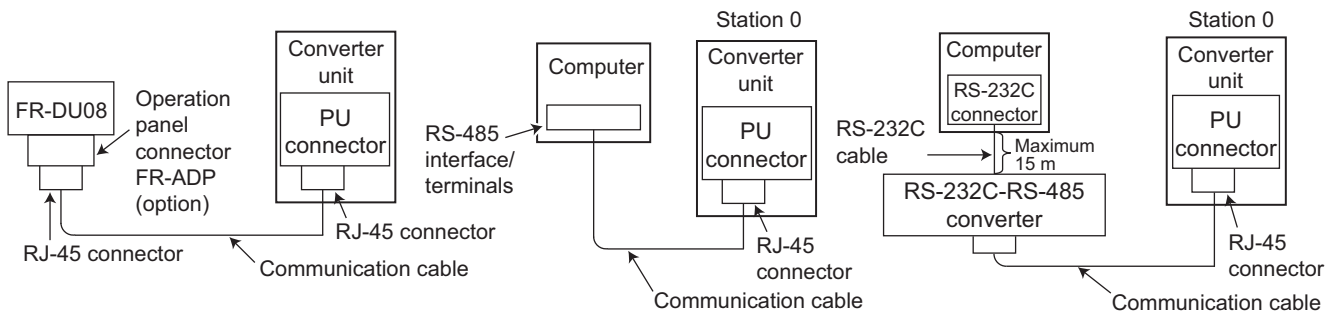 FR-DU08
Operation
panel
connector
FR-ADP
(option)
Converter
unit
PU
connector
RJ-45 connector
RJ-45 connector
Communication cable
Station 0
Computer
Converter
unit
PU
connector
RS-485
interface/
terminals
RJ-45
connector
Communication cable
Station 0
Computer
RS-232C
connector
RS-232C
cable
Maximum
15 m
RS-232C-RS-485
converter
Converter
unit
PU
connector
RJ-45
connector
Communication cable